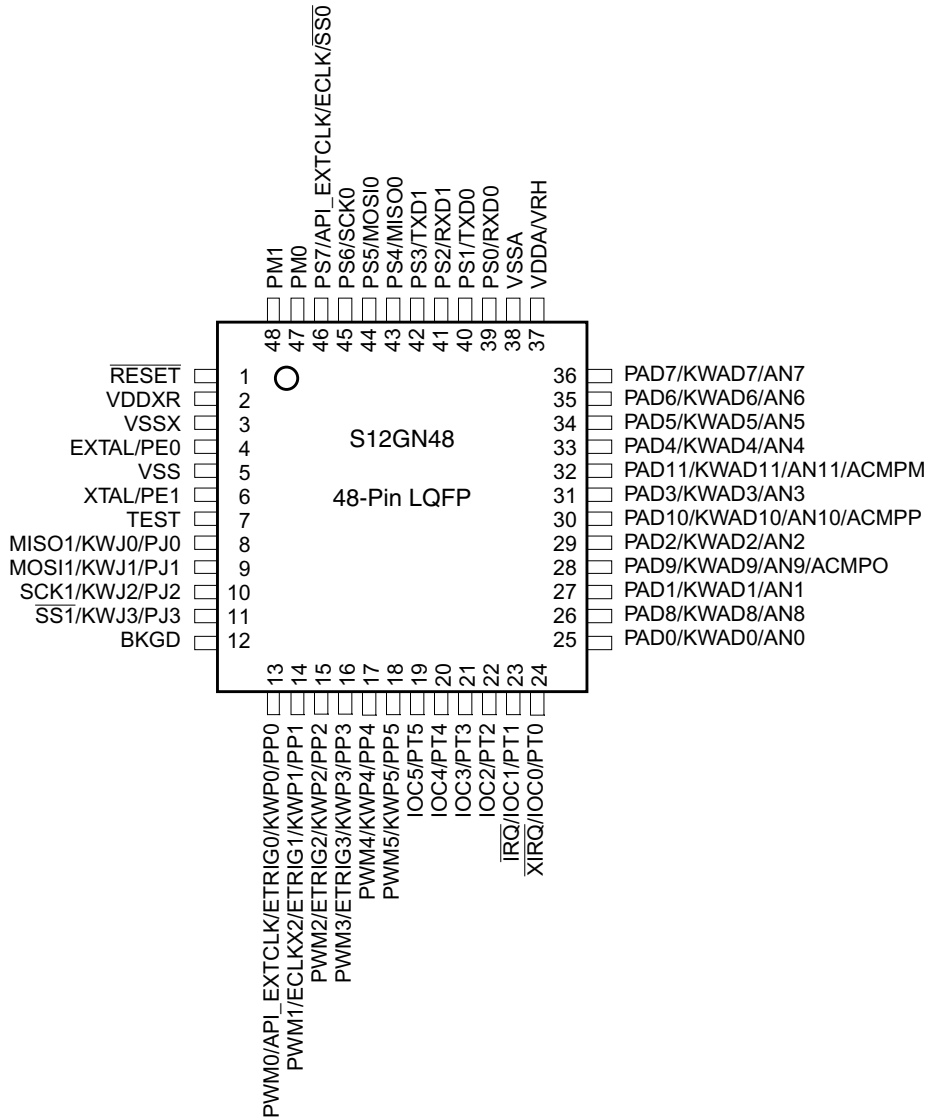 PM1
PM0
PS7/API_EXTCLK/ECLK/SS0
PS6/SCK0
PS5/MOSI0
PS4/MISO0
PS3/TXD1
PS2/RXD1
PS1/TXD0
PS0/RXD0
VSSA
VDDA/VRH
48
47
46
45
44
43
42
41
40
39
38
37
RESET 1
VDDXR 2
VSSX 3
EXTAL/PE0 4
VSS 5
XTAL/PE1 6
TEST 7
MISO1/KWJ0/PJ0 8
MOSI1/KWJ1/PJ1 9
SCK1/KWJ2/PJ2 10
SS1/KWJ3/PJ3 11
BKGD 12
S12GN48
48-Pin LQFP
36 PAD7/KWAD7/AN7
35 PAD6/KWAD6/AN6
34 PAD5/KWAD5/AN5
33 PAD4/KWAD4/AN4
32 PAD11/KWAD11/AN11/ACMPM
31 PAD3/KWAD3/AN3
30 PAD10/KWAD10/AN10/ACMPP
29 PAD2/KWAD2/AN2
28 PAD9/KWAD9/AN9/ACMPO
27 PAD1/KWAD1/AN1
26 PAD8/KWAD8/AN8
25 PAD0/KWAD0/AN0
13
14
15
16
17
18
19
20
21
22
23
24
PWM0/API_EXTCLK/ETRIG0/KWP0/PP0
PWM1/ECLKX2/ETRIG1/KWP1/PP1
PWM2/ETRIG2/KWP2/PP2
PWM3/ETRIG3/KWP3/PP3
PWM4/KWP4/PP4
PWM5/KWP5/PP5
IOC5/PT5
IOC4/PT4
IOC3/PT3
IOC2/PT2
IRQ/IOC1/PT1
XIRQ/IOC0/PT0